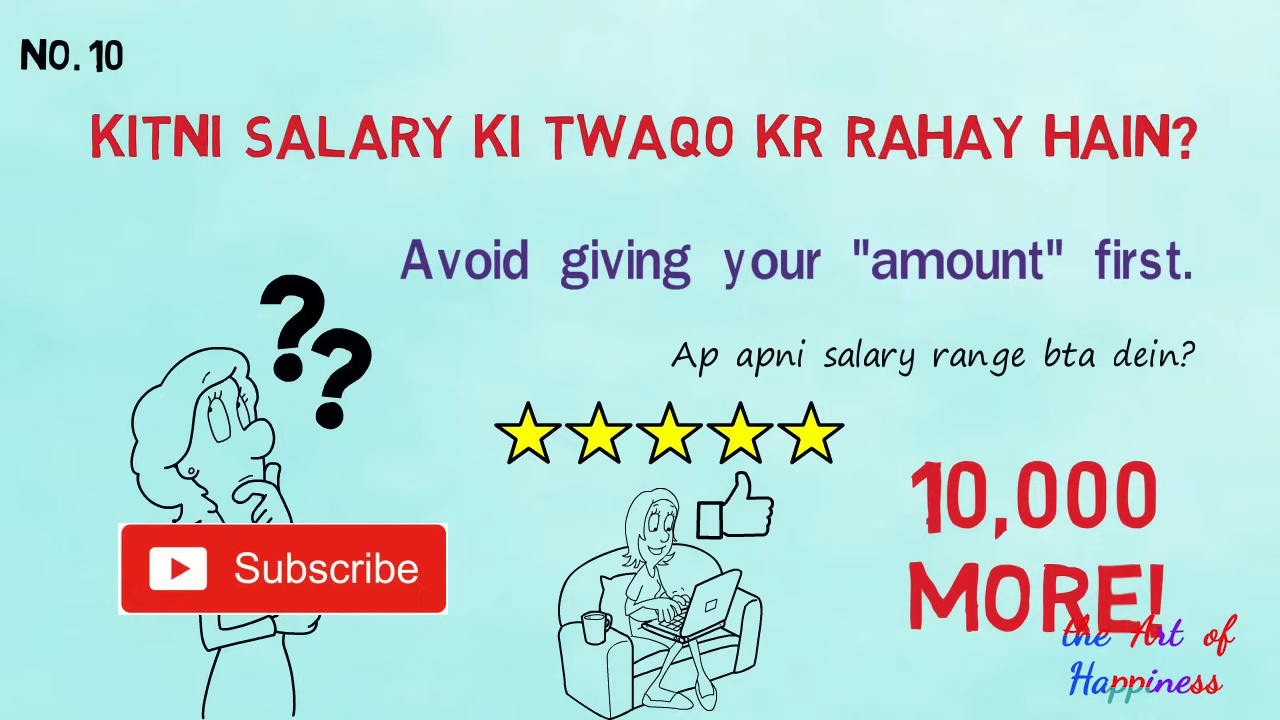 NO. 10
KITNI SALARY KI TWAQO KR RAHAY HAIN?
Avoid giving your "amount" first.
Ap apni salary range bta dein?
10,000
MORE!
Subscribe
the Art of
Happiness